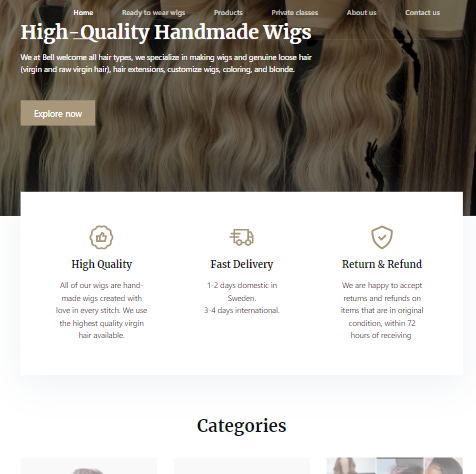 Home Ready to wear wigs Products Private classes About us Contact us
High-Quality Handmade Wigs
We at Bell welcome all hair types, we specialize in making wigs and genuine loose hair
(virgin and raw virgin hair), hair extensions, customize wigs, coloring, and blonde.
Explore now
High Quality
All of our wigs are hand-
made wigs created with
love in every stitch. We use
the highest quality virgin
hair available.
Fast Delivery
1-2 days domestic in
Sweden.
3-4 days international.
Return & Refund
We are happy to accept
returns and refunds on
items that are in original
condition, within 72
hours of receiving
Categories